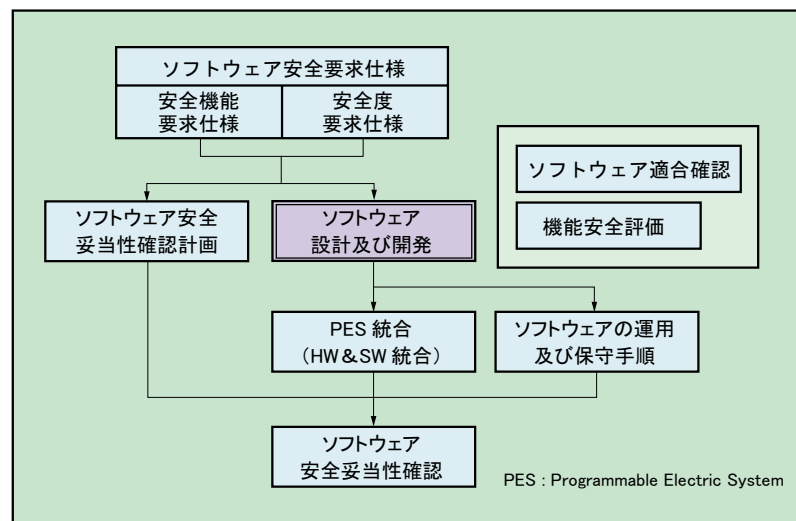 ソフトウェア安全要求仕様
安全機能
要求仕様
安全度
要求仕様
ソフトウェア適合確認
機能安全評価
ソフトウェア安全
妥当性確認計画
ソフトウェア
設計及び開発
PES 統合
（HW＆SW 統合）
ソフトウェアの運用
及び保守手順
ソフトウェア
安全妥当性確認
PES : Programmable Electric System